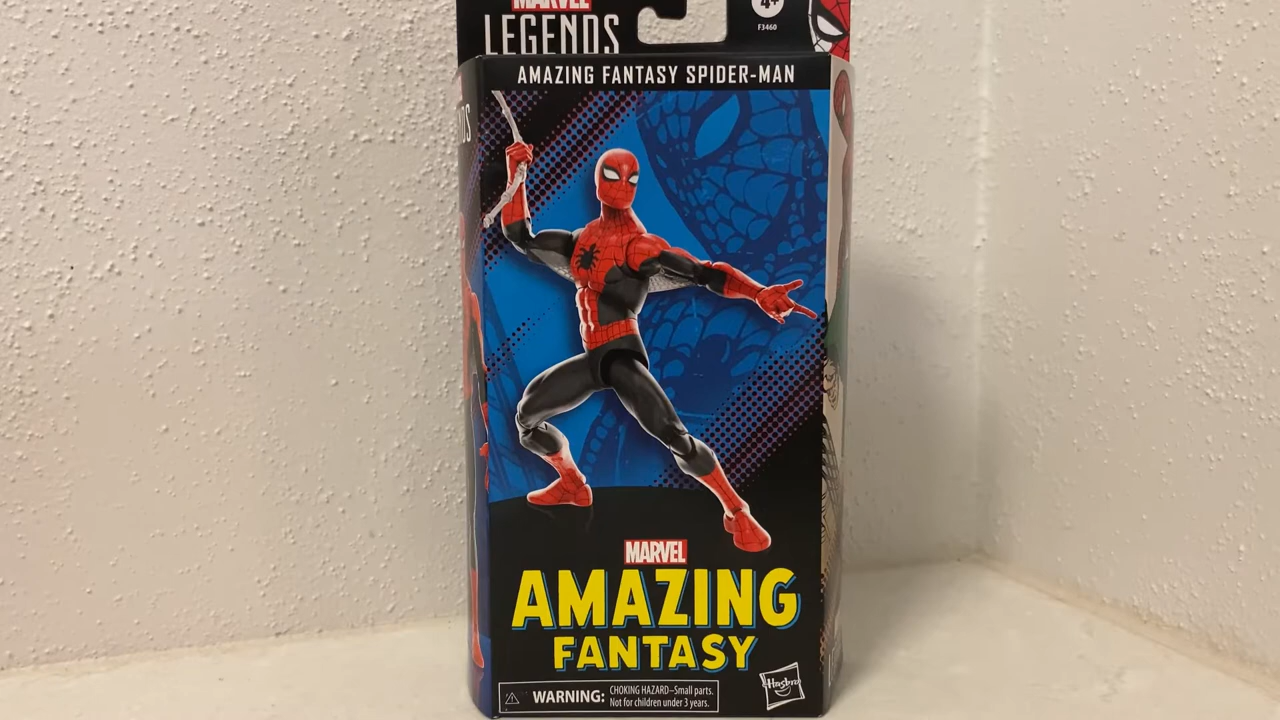 MARVEL
LEGENDS
4+
F3460
AMAZING FANTASY SPIDER-MAN
MARVEL
AMAZING
FANTASY
WARNING: CHOKING HAZARD–Small parts.
Not for children under 3 years.
Hasbro